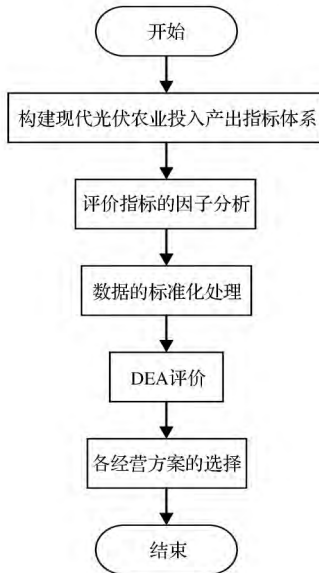 开始
构建现代光伏农业投入产出指标体系
评价指标的因子分析
数据的标准化处理
DEA评价
各经营方案的选择
结束